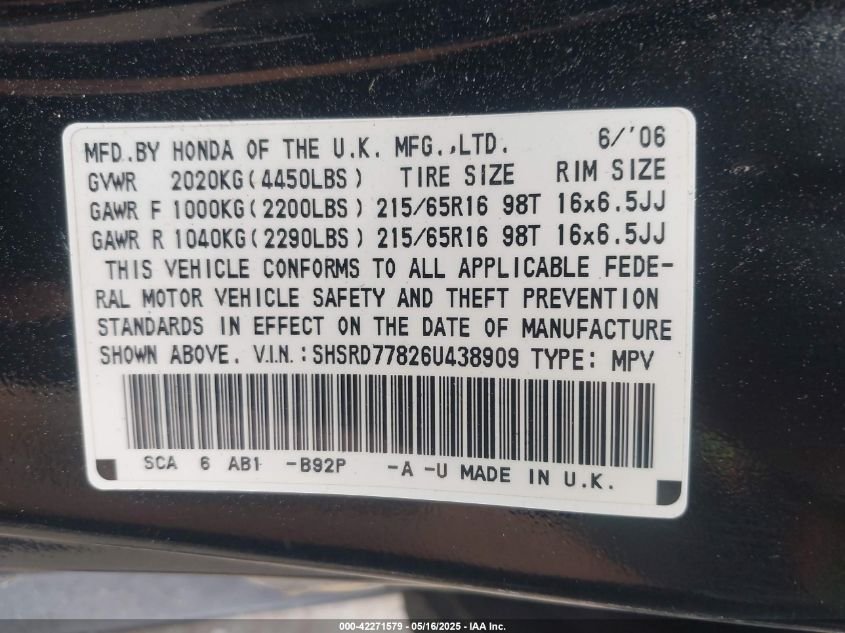 MFD.BY HONDA OF THE U.K. MFG.,LTD. 6/'06
GVWR 2020KG(4450LBS) TIRE SIZE RIM SIZE
GAWR F 1000KG(2200LBS) 215/65R16 98T 16x6.5JJ
GAWR R 1040KG(2290LBS) 215/65R16 98T 16x6.5JJ
THIS VEHICLE CONFORMS TO ALL APPLICABLE FEDE-
RAL MOTOR VEHICLE SAFETY AND THEFT PREVENTION
STANDARDS IN EFFECT ON THE DATE OF MANUFACTURE
SHOWN ABOVE. V.I.N.:SHSRD77826U438909 TYPE: MPV
SCA 6 AB1 -B92P -A -U MADE IN U.K.
000-42271579 - 05/16/2025 - IAA Inc.